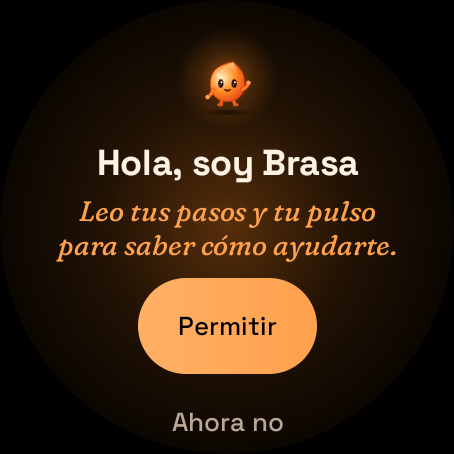 Hola, soy Brasa
Leo tus pasos y tu pulso
para saber cómo ayudarte.
Permitir
Ahora no